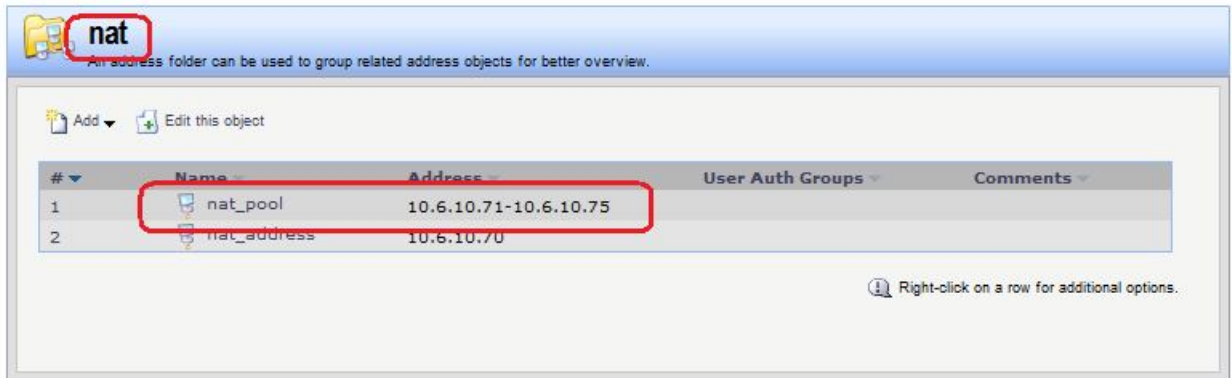 nat
An address folder can be used to group related address objects for better overview.
Add Edit this object
# Name Address User Auth Groups Comments
1 nat_pool 10.6.10.71-10.6.10.75
2 nat_address 10.6.10.70
Right-click on a row for additional options.